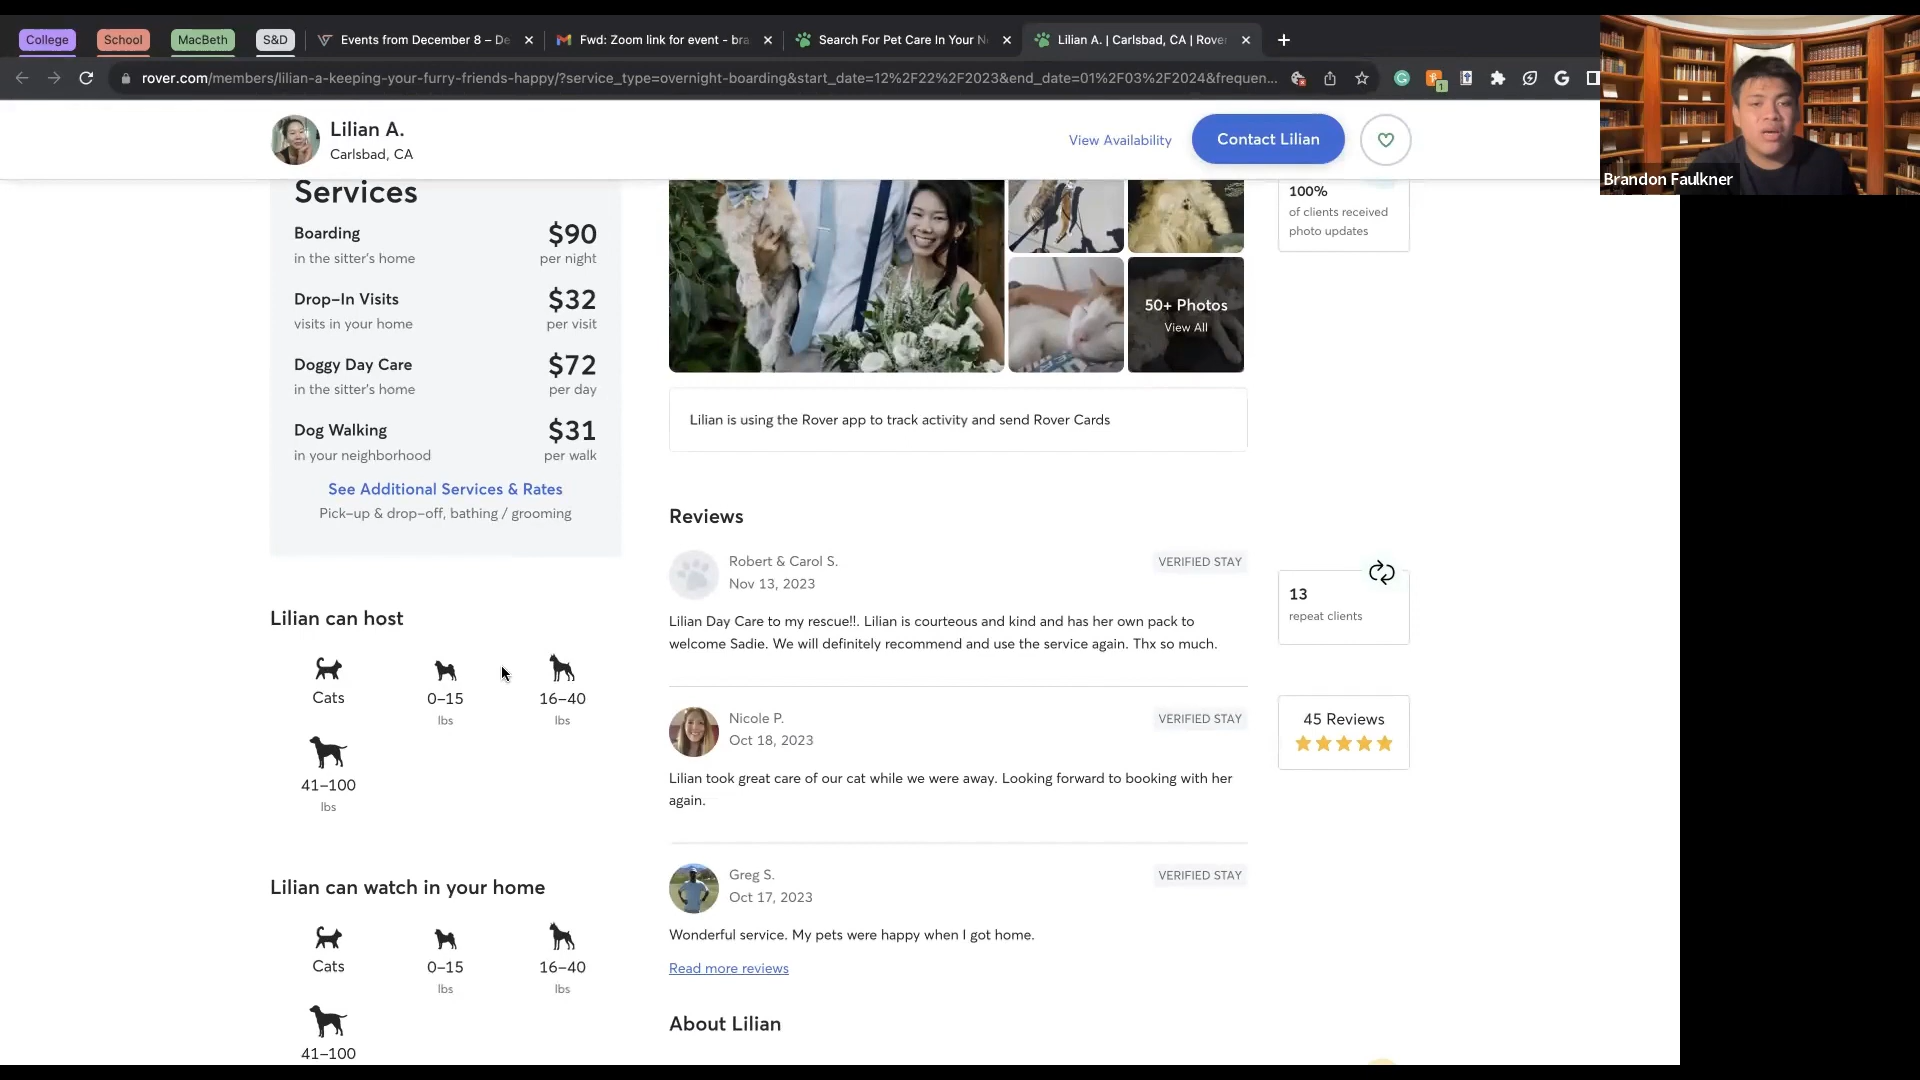 College
School
MacBeth
S&D
Events from December 8 – De
Fwd: Zoom link for event - bra
Search For Pet Care In Your N
Lilian A. | Carlsbad, CA | Rover
rover.com/members/lilian-a-keeping-your-furry-friends-happy/?service_type=overnight-boarding&start_date=12%2F22%2F2023&end_date=01%2F03%2F2024&frequen...
1
Brandon Faulkner
Lilian A.
Carlsbad, CA
View Availability
Contact Lilian
Services
Boarding
$90
in the sitter's home
per night
Drop-In Visits
$32
visits in your home
per visit
Doggy Day Care
$72
in the sitter's home
per day
Dog Walking
$31
in your neighborhood
per walk
See Additional Services & Rates
Pick-up & drop-off, bathing / grooming
Lilian can host
Cats
0–15
lbs
16–40
lbs
41–100
lbs
Lilian can watch in your home
Cats
0–15
lbs
16–40
lbs
41–100
50+ Photos
View All
Lilian is using the Rover app to track activity and send Rover Cards
Reviews
Robert & Carol S.
Nov 13, 2023
VERIFIED STAY
Lilian Day Care to my rescue!!. Lilian is courteous and kind and has her own pack to
welcome Sadie. We will definitely recommend and use the service again. Thx so much.
Nicole P.
Oct 18, 2023
VERIFIED STAY
Lilian took great care of our cat while we were away. Looking forward to booking with her
again.
Greg S.
Oct 17, 2023
VERIFIED STAY
Wonderful service. My pets were happy when I got home.
Read more reviews
About Lilian
100%
of clients received
photo updates
13
repeat clients
45 Reviews